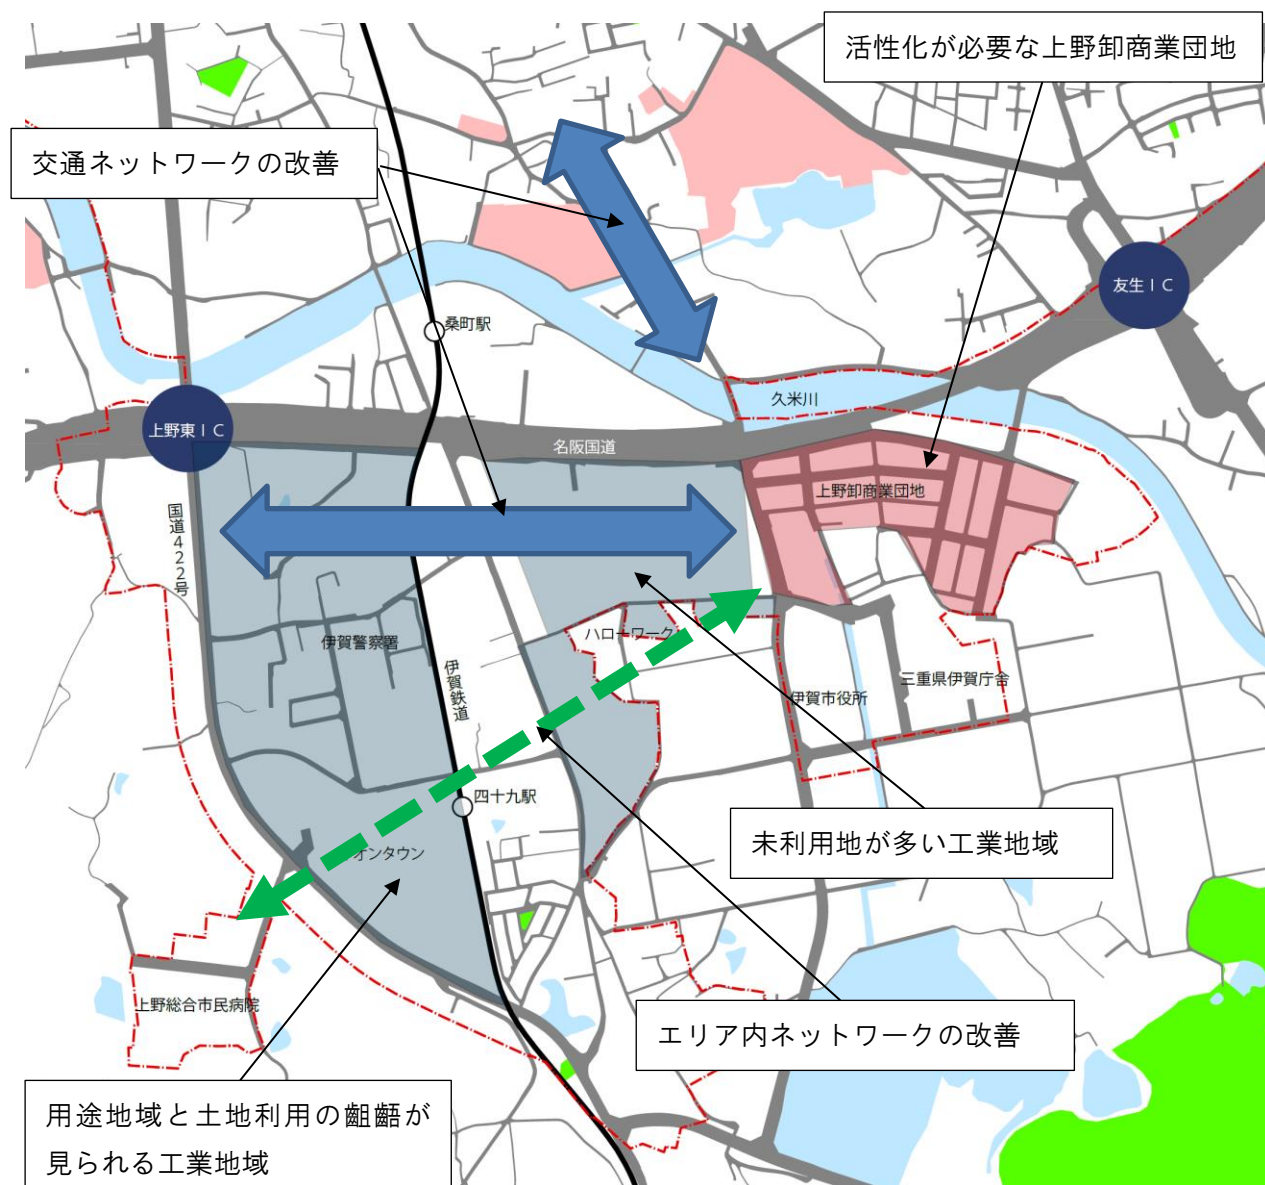 活性化が必要な上野卸商業団地
交通ネットワークの改善
友生IC
桑町駅
久米川
上野東IC
名阪国道
上野卸商業団地
国道422号
伊賀警察署
ハローワーク
伊賀鉄道
三重県伊賀庁舎
伊賀市役所
四十九駅
未利用地が多い工業地域
オンタウン
上野総合市民病院
エリア内ネットワークの改善
用途地域と土地利用の齟齬が
見られる工業地域